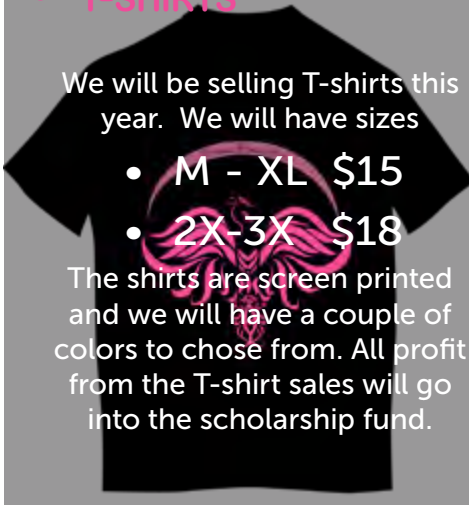 • T-SHIRTS
We will be selling T-shirts this
year. We will have sizes
• M - XL $15
• 2X-3X $18
The shirts are screen printed
and we will have a couple of
colors to chose from. All profit
from the T-shirt sales will go
into the scholarship fund.